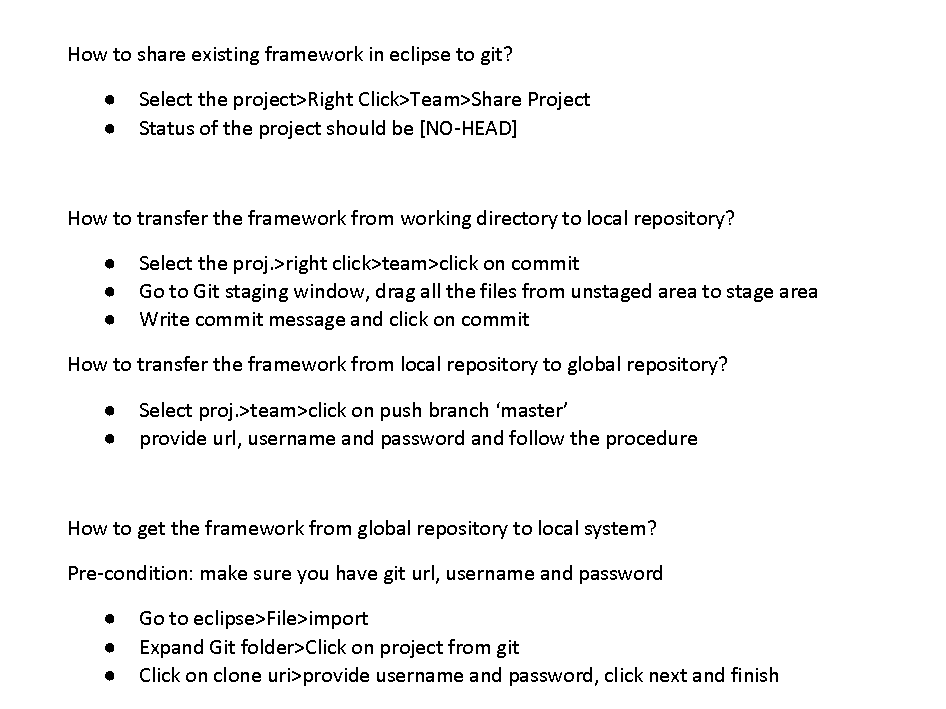 How to share existing framework in eclipse to git?
● Select the project>Right Click>Team>Share Project
● Status of the project should be [NO-HEAD]
How to transfer the framework from working directory to local repository?
● Select the proj.>right click>team>click on commit
● Go to Git staging window, drag all the files from unstaged area to stage area
● Write commit message and click on commit
How to transfer the framework from local repository to global repository?
● Select proj.>team>click on push branch ‘master’
● provide url, username and password and follow the procedure
How to get the framework from global repository to local system?
Pre-condition: make sure you have git url, username and password
● Go to eclipse>File>import
● Expand Git folder>Click on project from git
● Click on clone uri>provide username and password, click next and finish